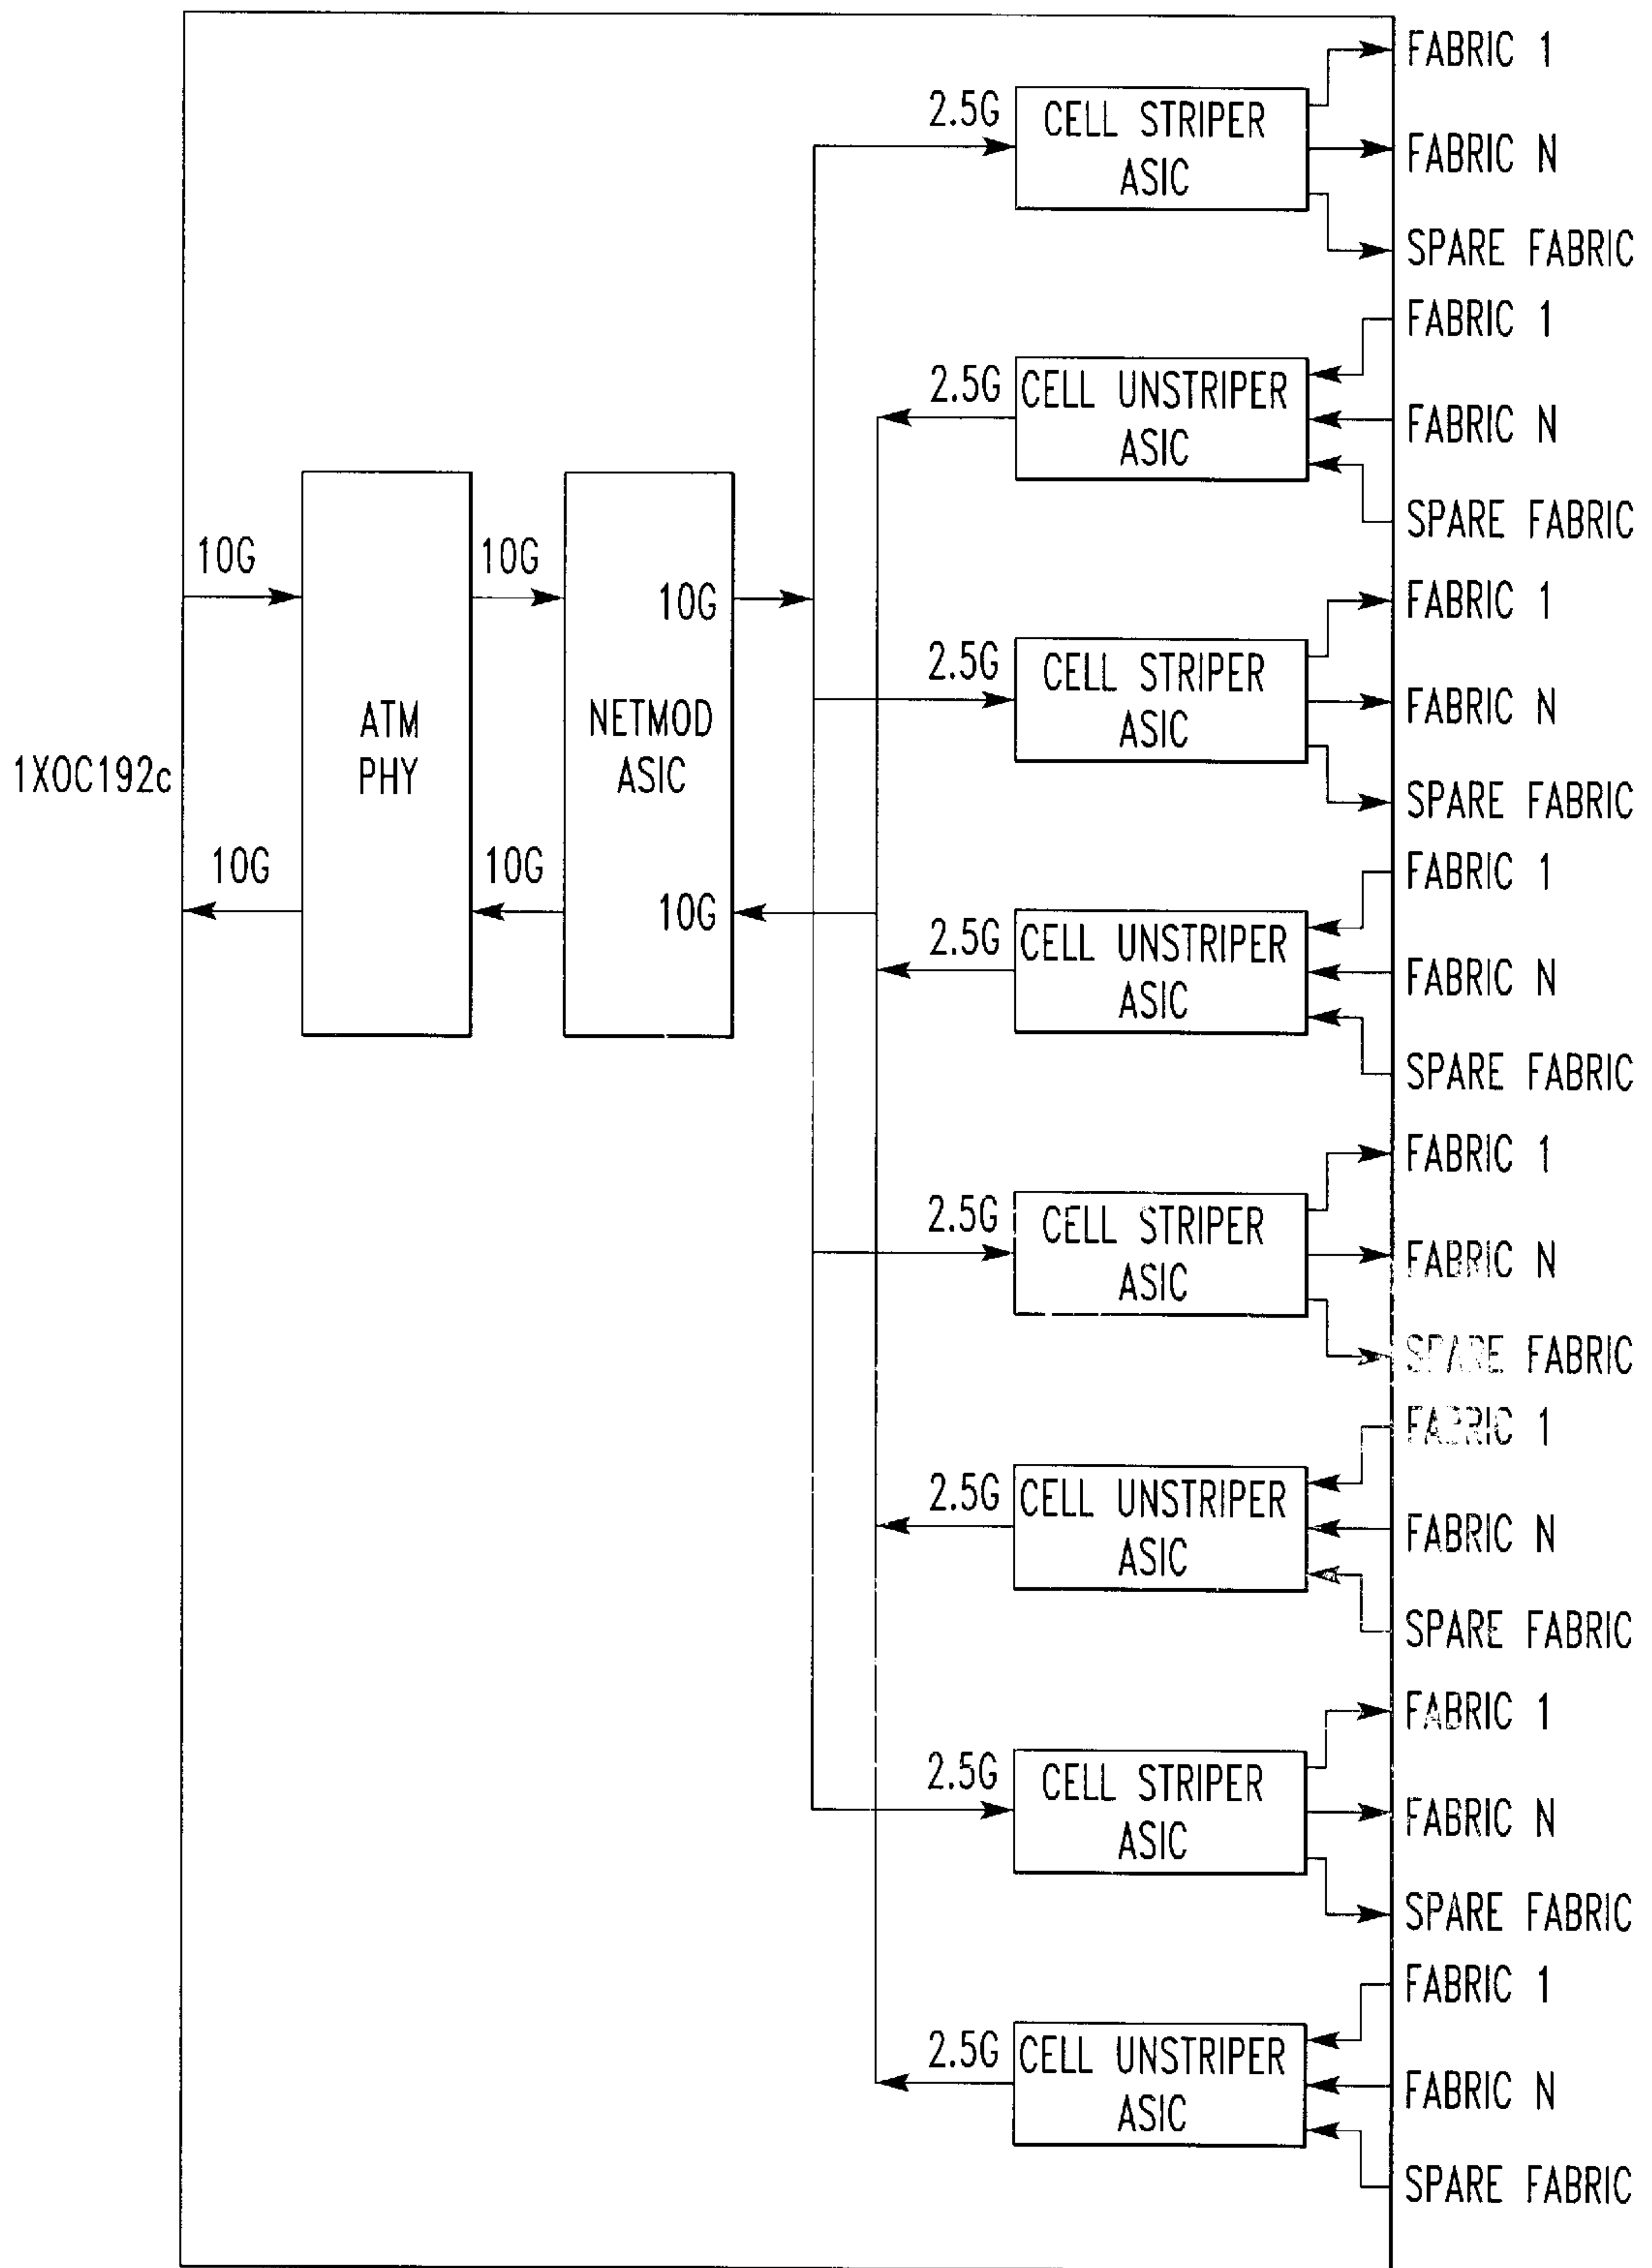 FABRIC 1
2.5G
CELL STRIPER
ASIC
FABRIC N
SPARE FABRIC
FABRIC 1
2.5G
CELL UNSTRIPER
ASIC
FABRIC N
SPARE FABRIC
10G
10G
10G
ATM
PHY
NETMOD
ASIC
1XOC192c
10G
10G
10G
FABRIC 1
2.5G
CELL STRIPER
ASIC
FABRIC N
SPARE FABRIC
FABRIC 1
2.5G
CELL UNSTRIPER
ASIC
FABRIC N
SPARE FABRIC
FABRIC 1
2.5G
CELL STRIPER
ASIC
FABRIC N
SPARE FABRIC
FABRIC 1
2.5G
CELL UNSTRIPER
ASIC
FABRIC N
SPARE FABRIC
FABRIC 1
2.5G
CELL STRIPER
ASIC
FABRIC N
SPARE FABRIC
FABRIC 1
2.5G
CELL UNSTRIPER
ASIC
FABRIC N
SPARE FABRIC